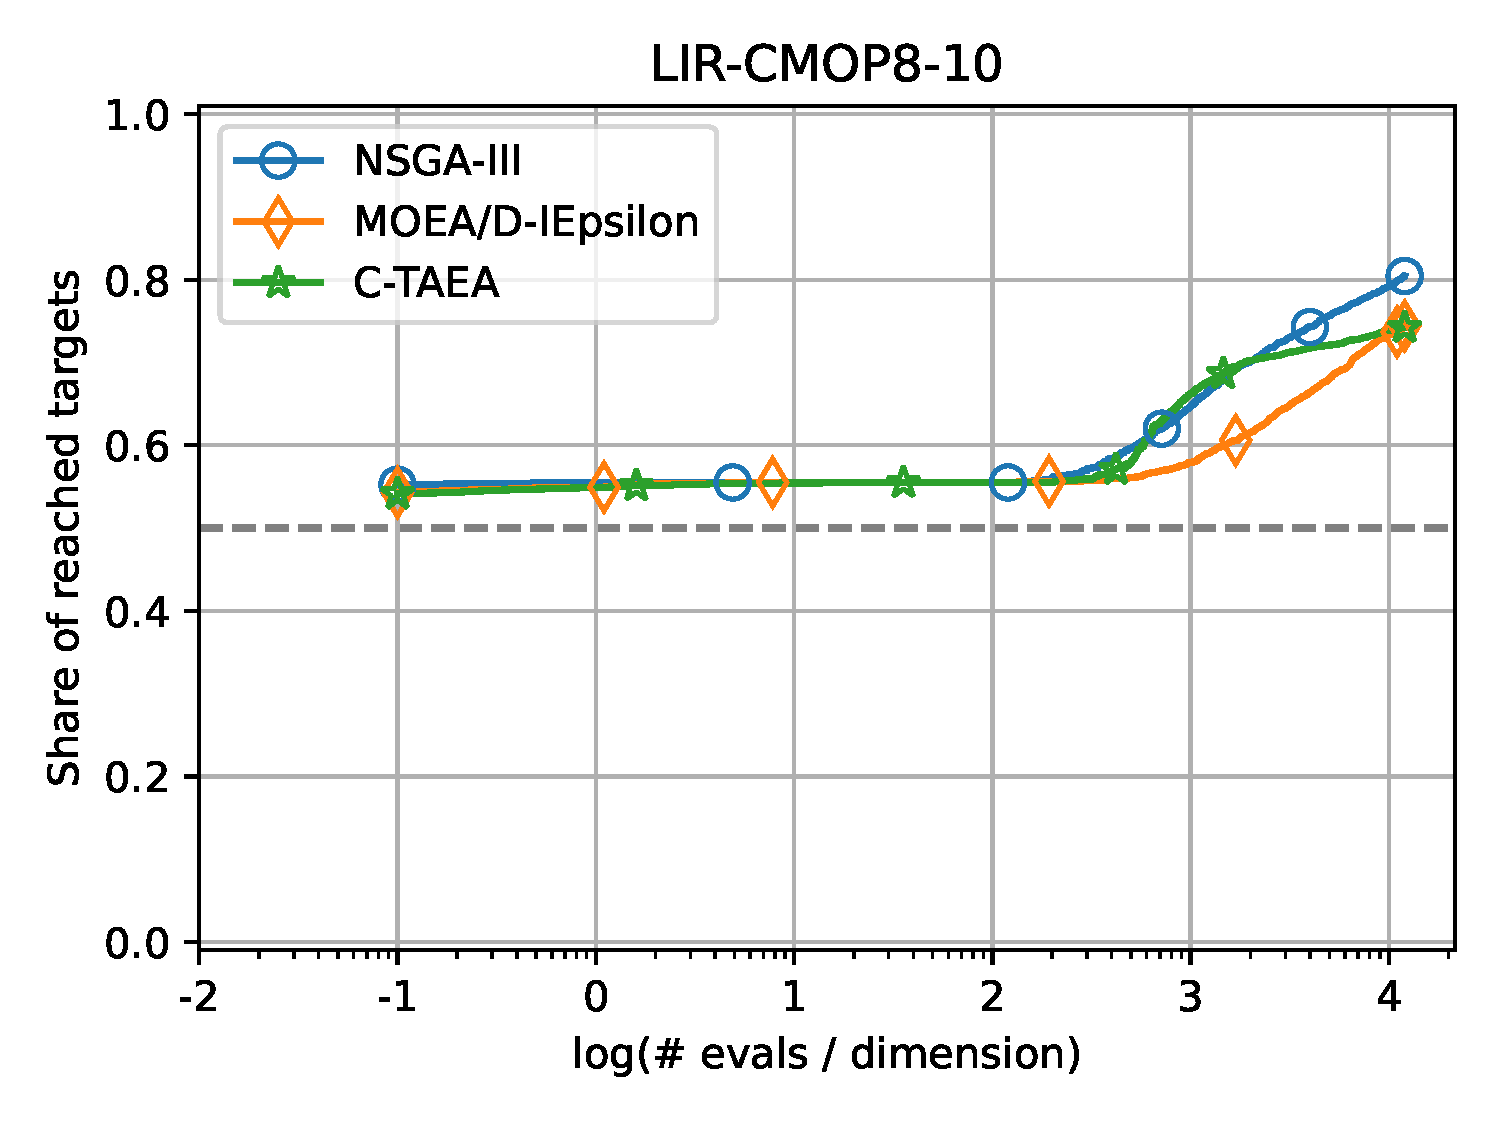 LIR-CMOP8-10
1.0
0.8
0.6
0.4
0.2
0.0
Share of reached targets
NSGA-III
MOEA/D-IEpsilon
C-TAEA
-2 -1 0 1 2 3 4
log(# evals / dimension)